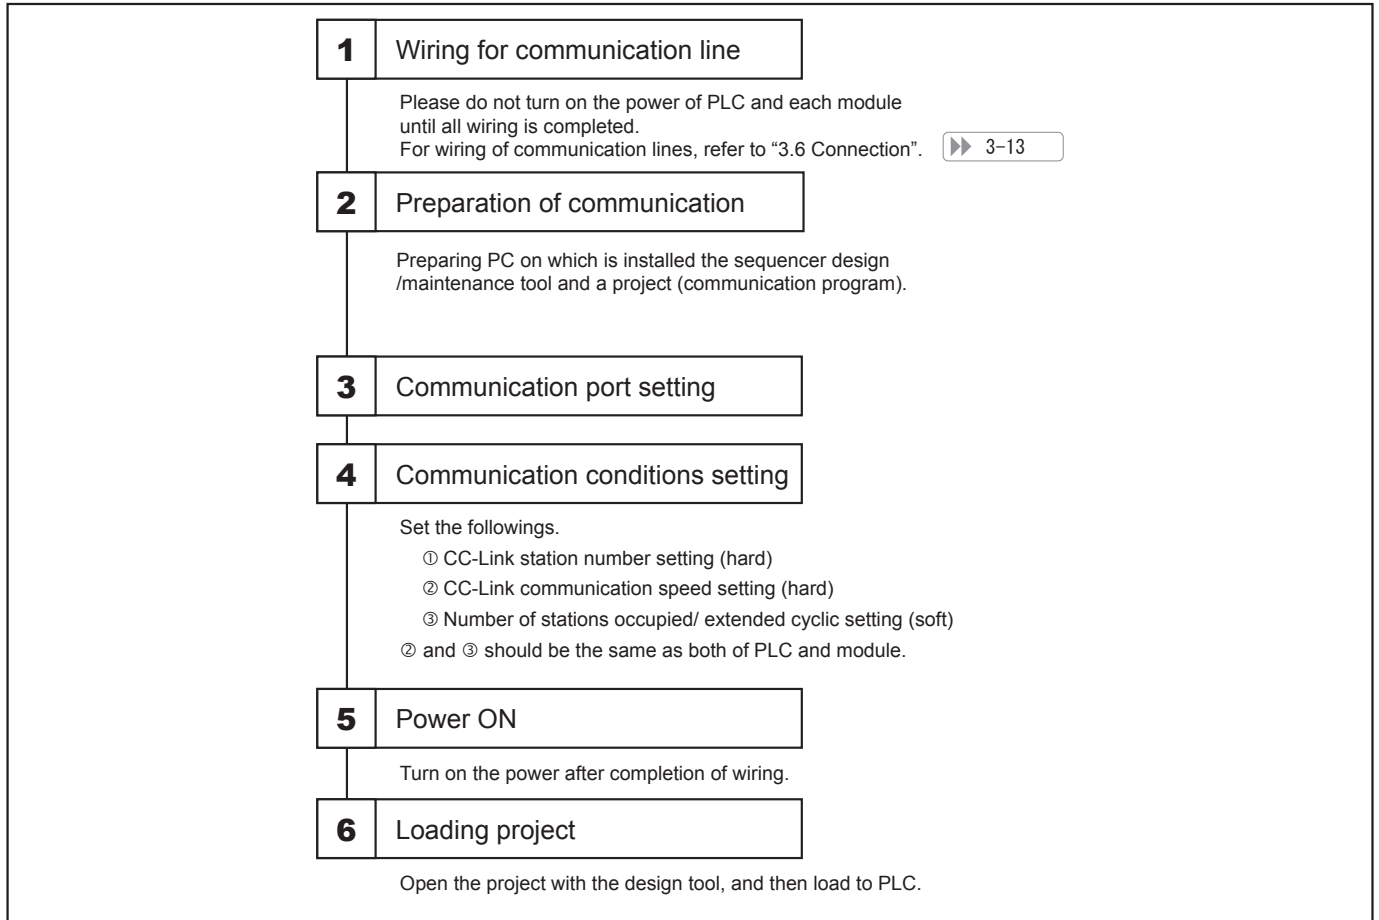 1 Wiring for communication line
Please do not turn on the power of PLC and each module
until all wiring is completed.
For wiring of communication lines, refer to “3.6 Connection”. 3-13
2 Preparation of communication
Preparing PC on which is installed the sequencer design
/maintenance tool and a project (communication program).
3 Communication port setting
4 Communication conditions setting
Set the followings.
① CC-Link station number setting (hard)
② CC-Link communication speed setting (hard)
③ Number of stations occupied/ extended cyclic setting (soft)
② and ③ should be the same as both of PLC and module.
5 Power ON
Turn on the power after completion of wiring.
6 Loading project
Open the project with the design tool, and then load to PLC.